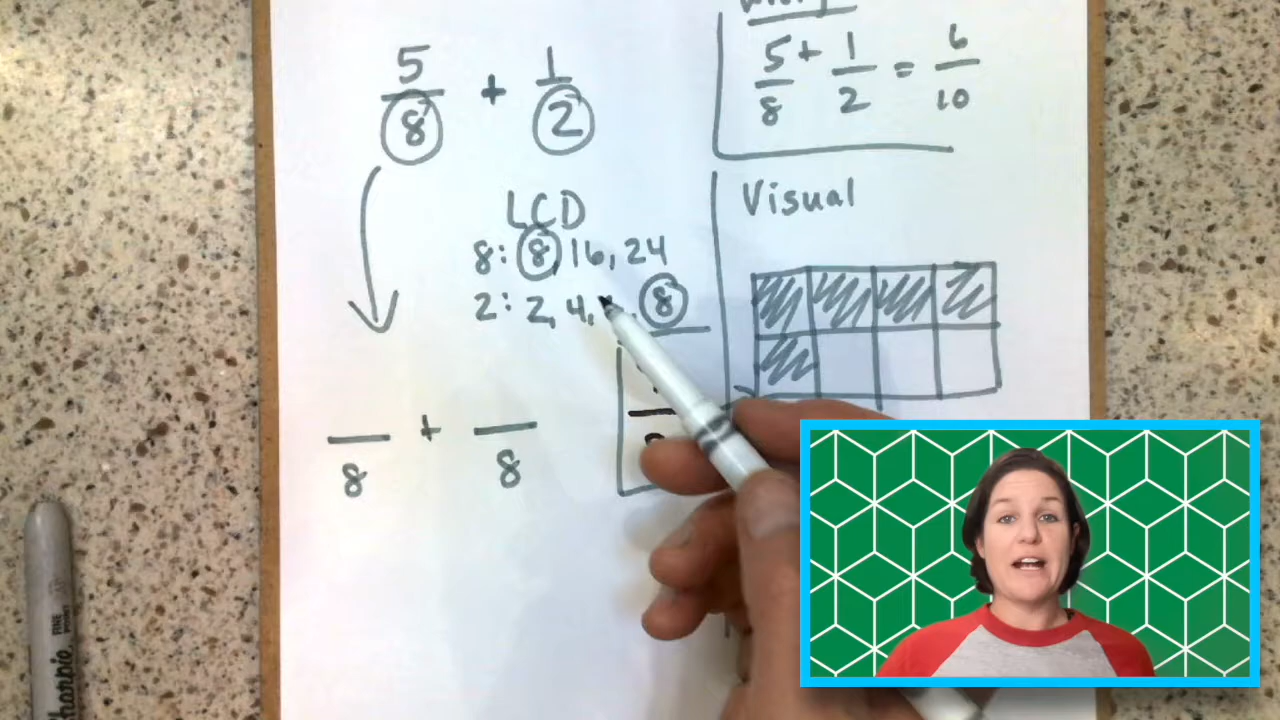 5/8 + 1/2
LCD
8: 8, 16, 24
2: 2, 4, 8
_/8 + _/8
5/8 + 1/2 = 6/10
Visual
Sharpie
FINE